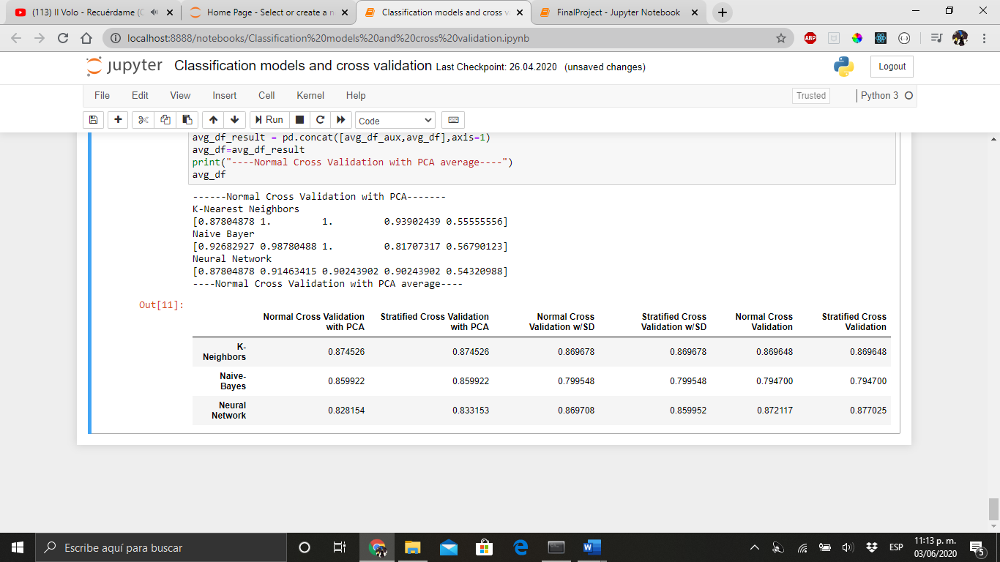 (113) Il Volo - Recuérdame (
Home Page - Select or create a n
Classification models and cross v
FinalProject - Jupyter Notebook
localhost:8888/notebooks/Classification%20models%20and%20cross%20validation.ipynb
ABP
jupyter Classification models and cross validation Last Checkpoint: 26.04.2020 (unsaved changes)
Logout
File Edit View Insert Cell Kernel Help
Trusted
Python 3
Run
Code
avg_df_result = pd.concat([avg_df_aux,avg_df],axis=1)
avg_df=avg_df_result
print("----Normal Cross Validation with PCA average----")
avg_df
------Normal Cross Validation with PCA-------
K-Nearest Neighbors
[0.87804878 1. 1. 0.93902439 0.55555556]
Naive Bayer
[0.92682927 0.98780488 1. 0.81707317 0.56790123]
Neural Network
[0.87804878 0.91463415 0.90243902 0.90243902 0.54320988]
----Normal Cross Validation with PCA average----
Out[11]:
Normal Cross Validation Stratified Cross Validation Normal Cross Stratified Cross Normal Cross Stratified Cross
with PCA with PCA Validation w/SD Validation w/SD Validation Validation
K-
Neighbors
0.874526 0.874526 0.869678 0.869678 0.869648 0.869648
Naive-
Bayes
0.859922 0.859922 0.799548 0.799548 0.794700 0.794700
Neural
Network
0.828154 0.833153 0.869708 0.859952 0.872117 0.877025
Escribe aquí para buscar
ESP
11:13 p. m.
03/06/2020
5